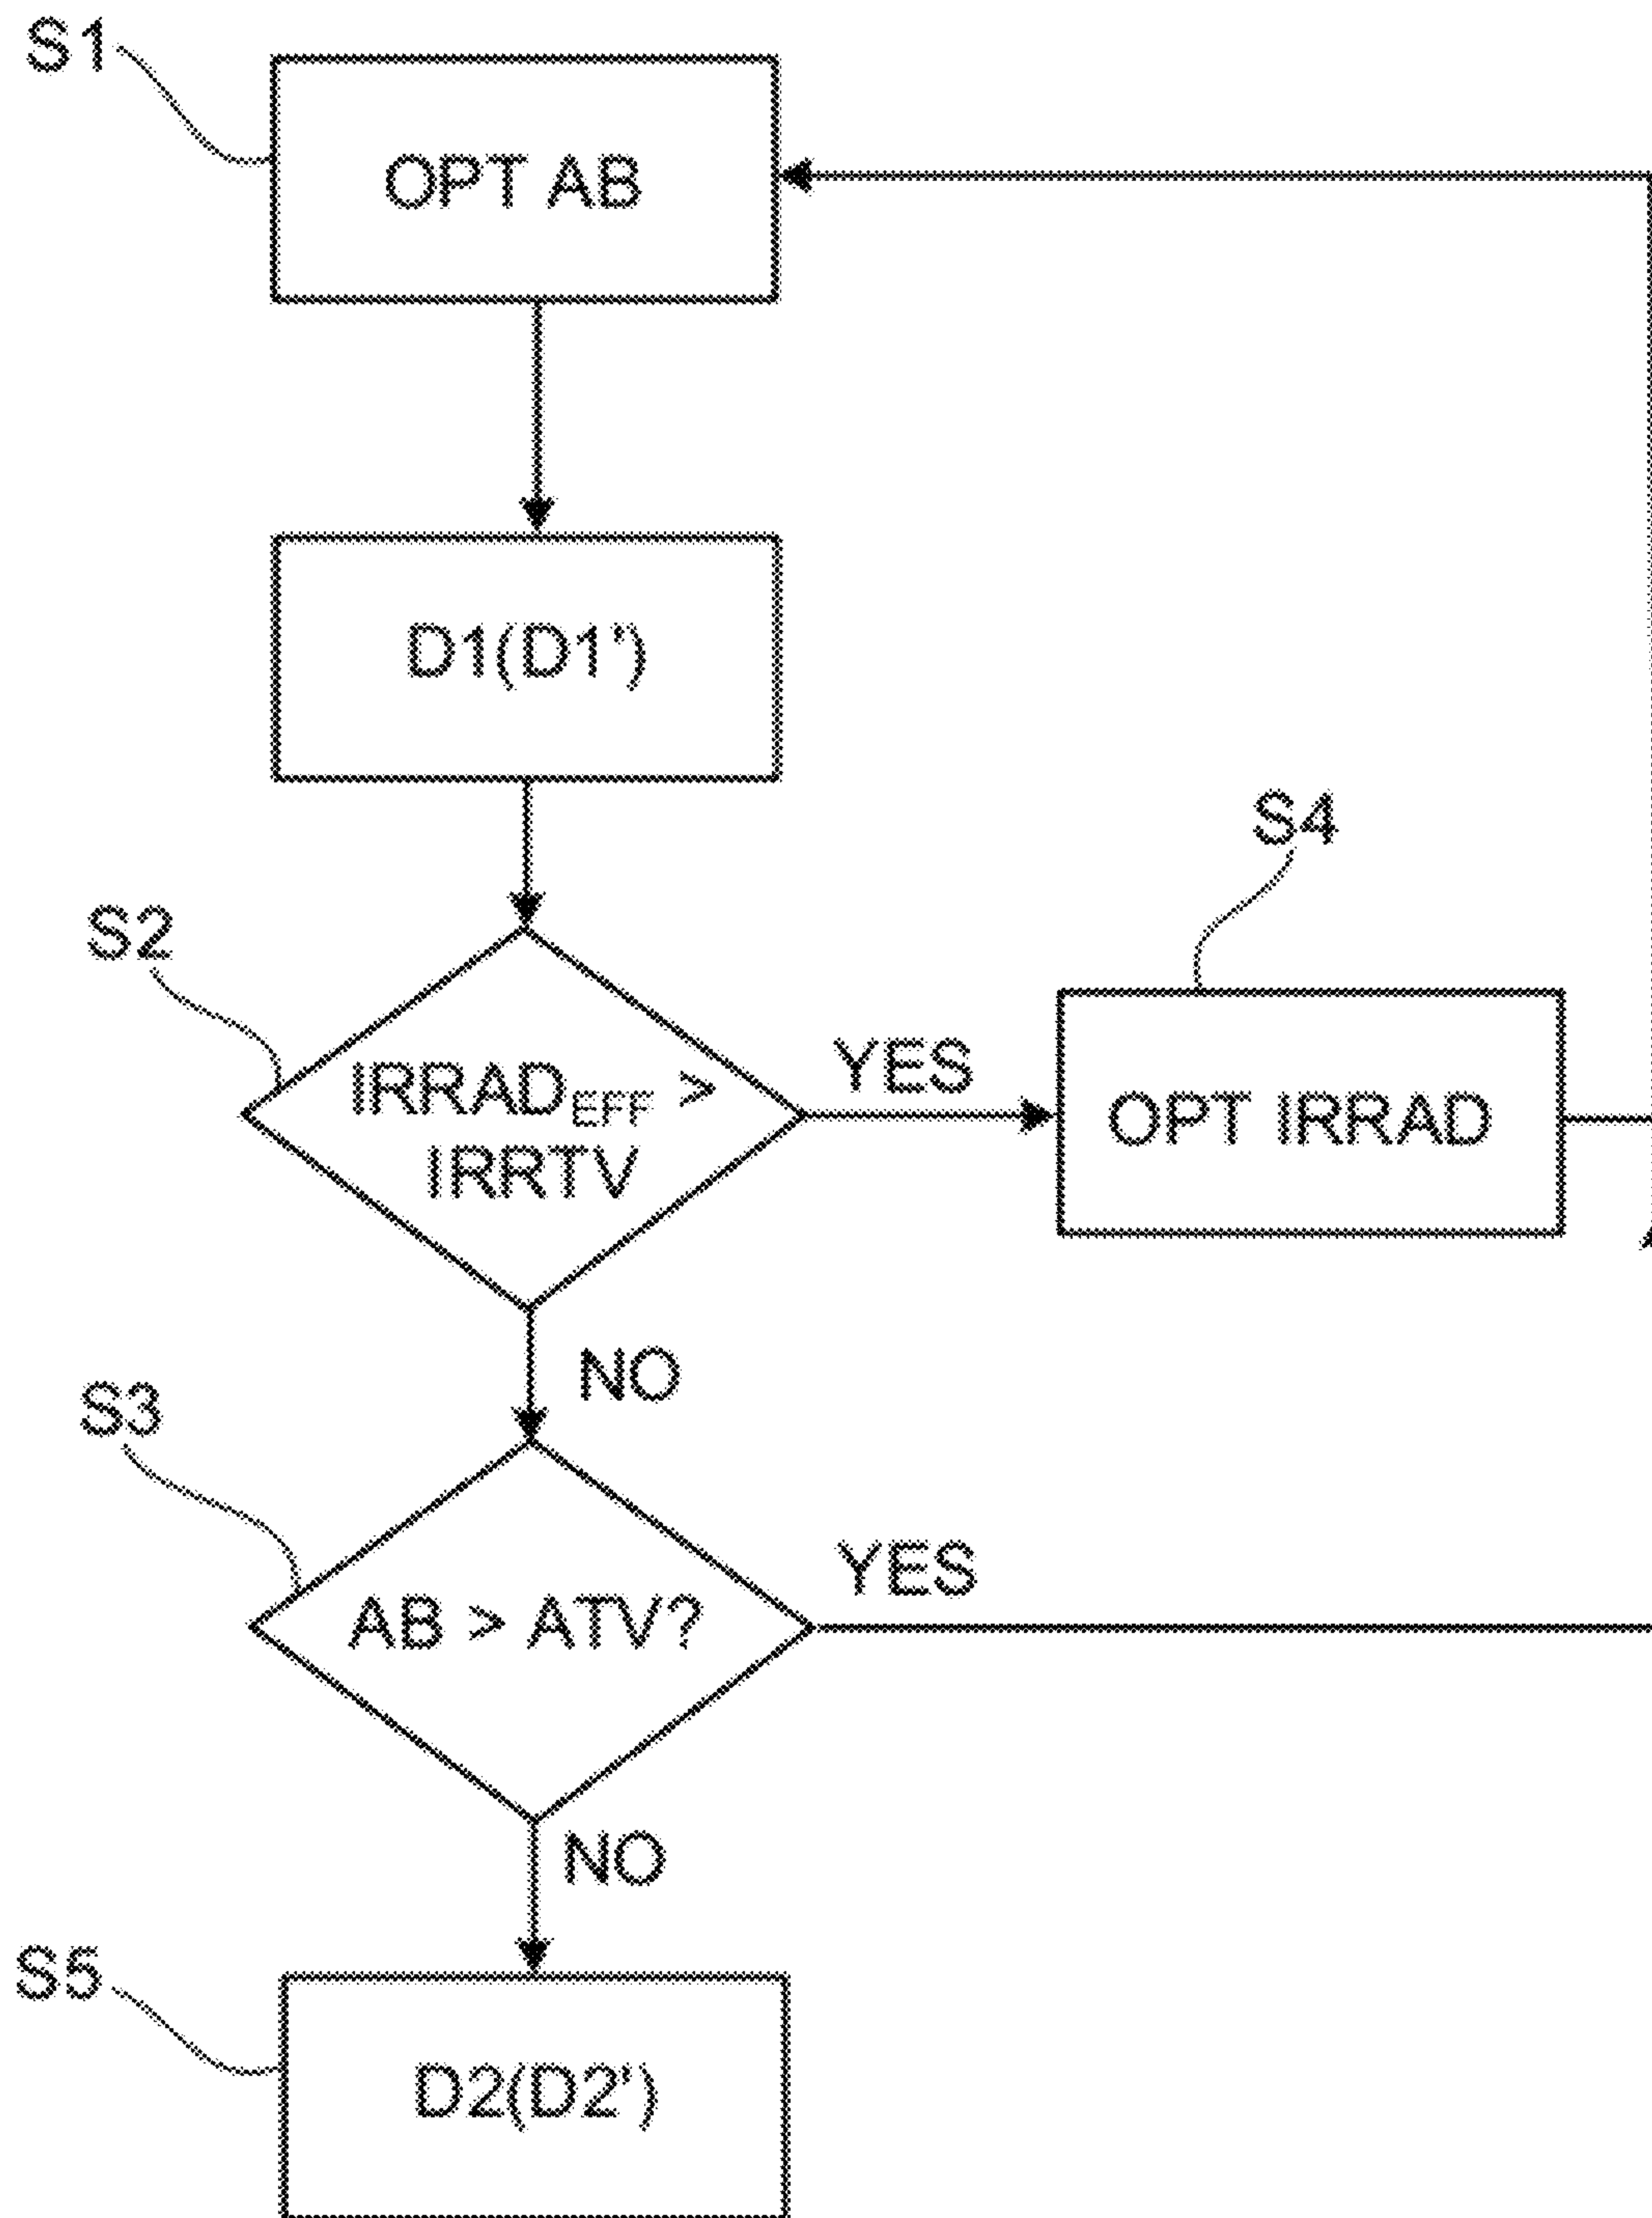 S1
OPT AB
D1(D1')
S4
S2
IRRAD_EFF >
IRRTV
YES
OPT IRRAD
NO
S3
AB > ATV?
YES
NO
S5
D2(D2')